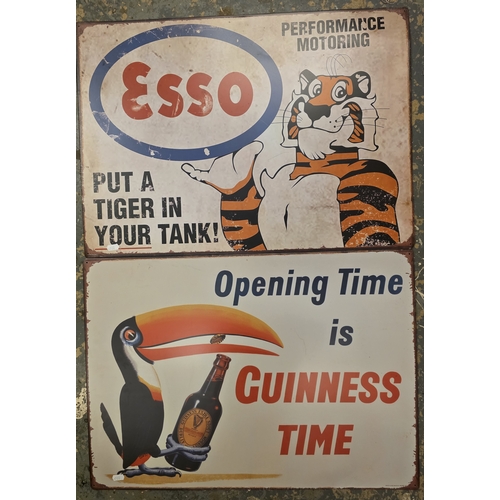 PERFORMANCE
MOTORING
Esso
PUT A
TIGER IN
YOUR TANK!
Opening Time
is
GUINNESS
TIME